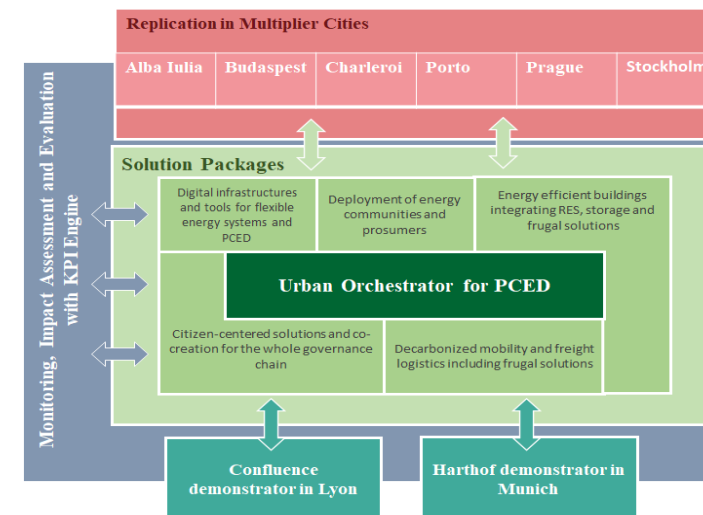 Replication in Multiplier Cities
Alba Iulia
Budaspest
Charleroi
Porto
Prague
Stockholm
Monitoring, Impact Assessment and Evaluation
with KPI Engine
Solution Packages
Digital infrastructures
and tools for flexible
energy systems and
PCED
Deployment of energy
communities and
prosumers
Energy efficient buildings
integrating RES, storage and
frugal solutions
Urban Orchestrator for PCED
Citizen-centered solutions and co-
creation for the whole governance
chain
Decarbonized mobility and freight
logistics including frugal solutions
Confluence
demonstrator in Lyon
Harthof demonstrator in
Munich